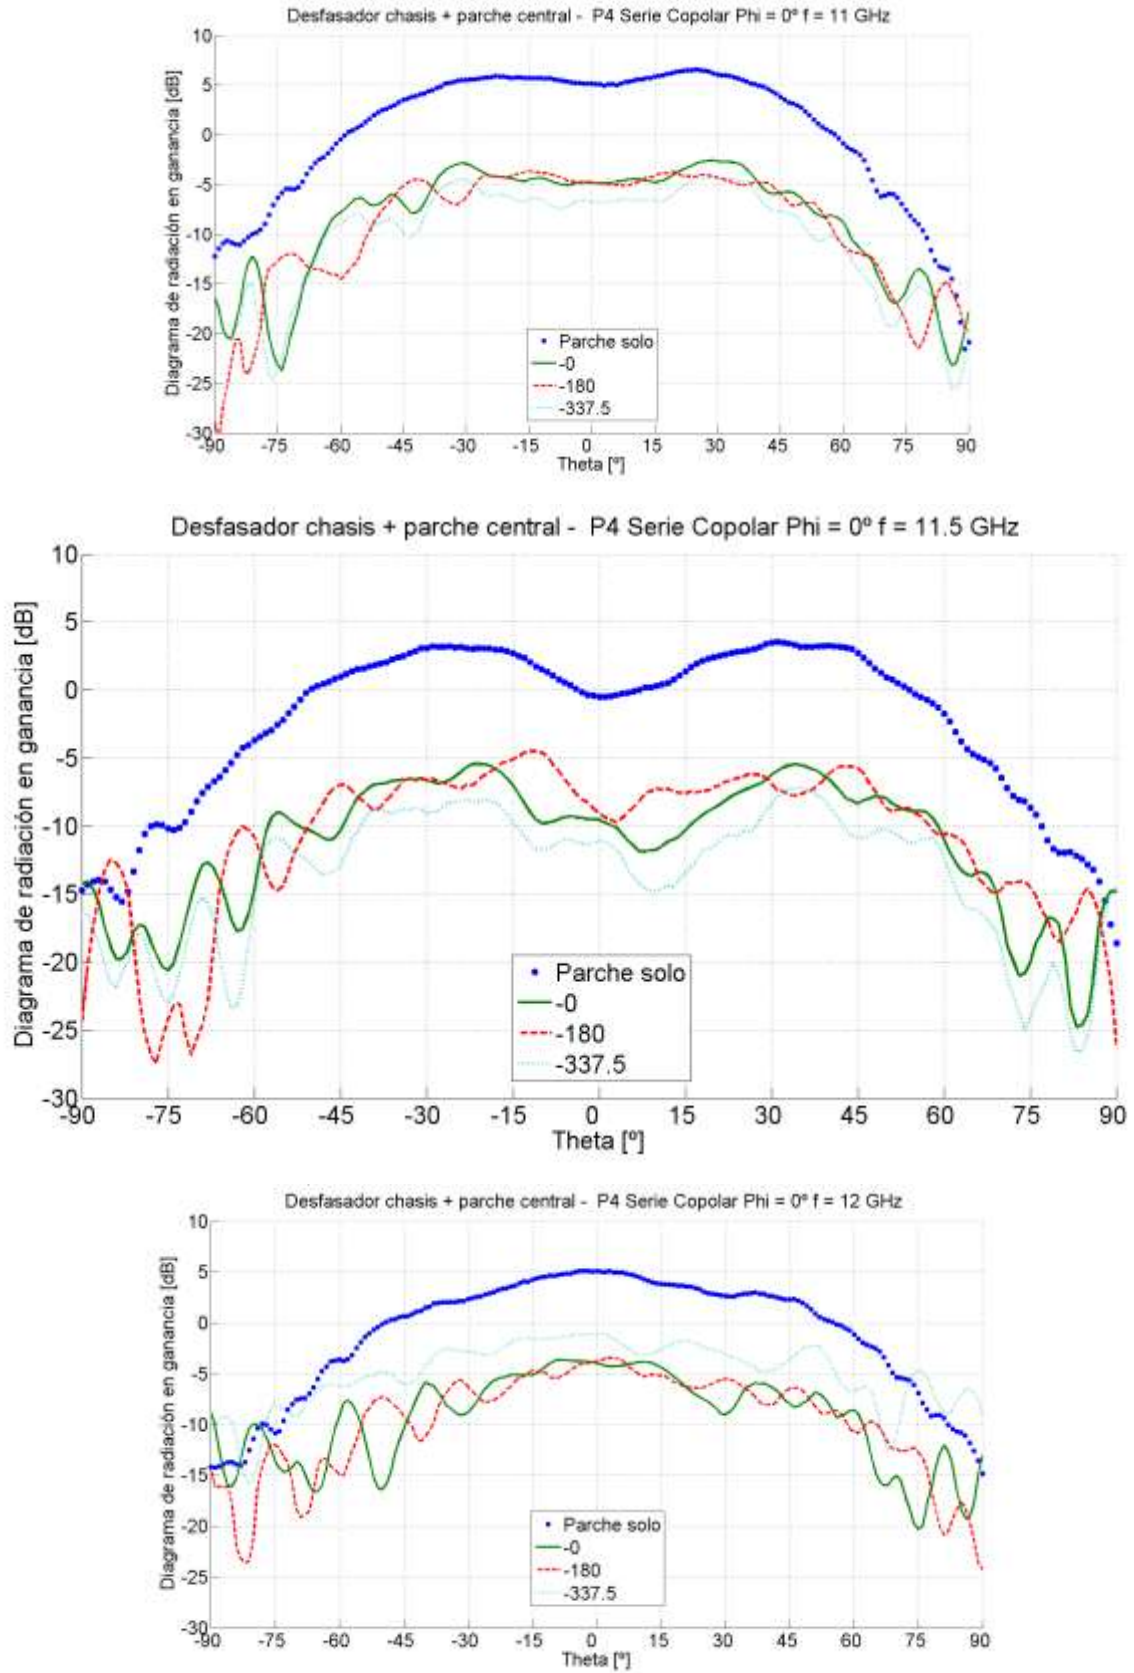 Desfasador chasis + parche central - P4 Serie Copolar Phi = 0º f = 11 GHz
Diagrama de radiación en ganancia [dB]
10
5
0
-5
-10
-15
-20
-25
-30
Parche solo
-0
-180
-337.5
-90 -75 -60 -45 -30 -15 0 15 30 45 60 75 90
Theta [º]
Desfasador chasis + parche central - P4 Serie Copolar Phi = 0º f = 11.5 GHz
Diagrama de radiación en ganancia [dB]
10
5
0
-5
-10
-15
-20
-25
-30
Parche solo
-0
-180
-337.5
-90 -75 -60 -45 -30 -15 0 15 30 45 60 75 90
Theta [º]
Desfasador chasis + parche central - P4 Serie Copolar Phi = 0º f = 12 GHz
Diagrama de radiación en ganancia [dB]
10
5
0
-5
-10
-15
-20
-25
-30
Parche solo
-0
-180
-337.5
-90 -75 -60 -45 -30 -15 0 15 30 45 60 75 90
Theta [º]